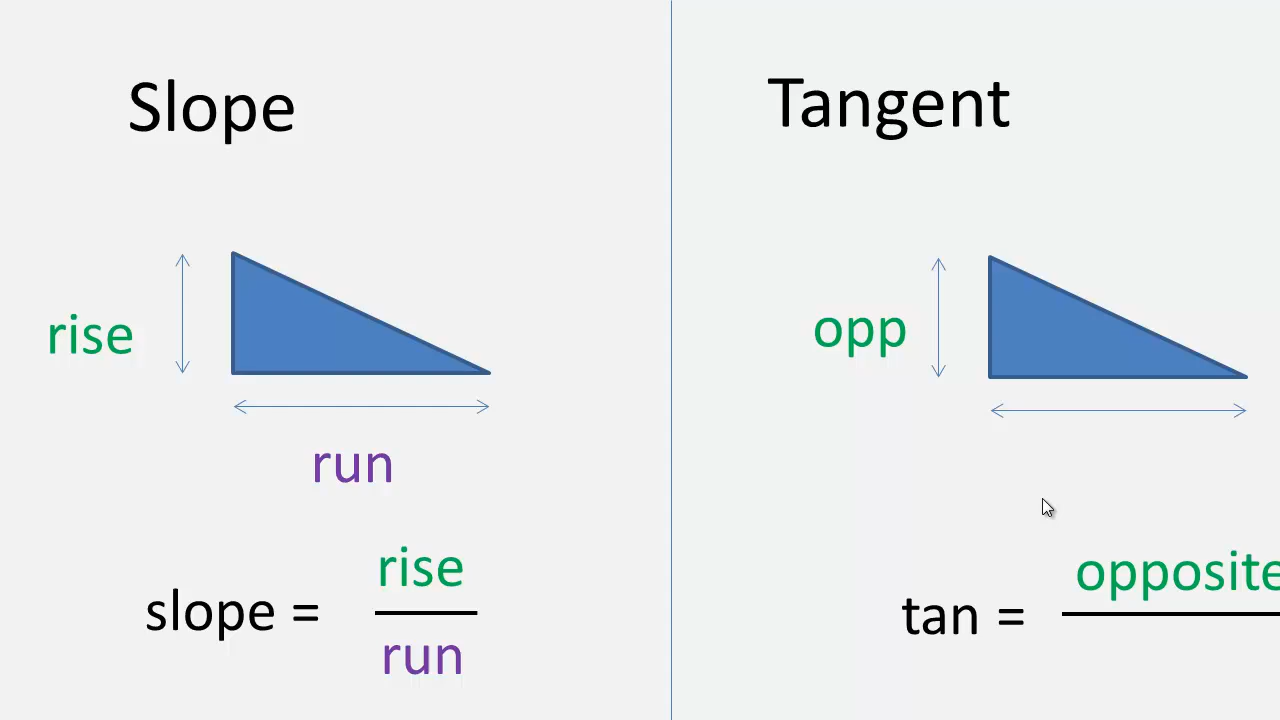 Slope
rise
run
slope =
rise
run
Tangent
opp
tan =
opposite